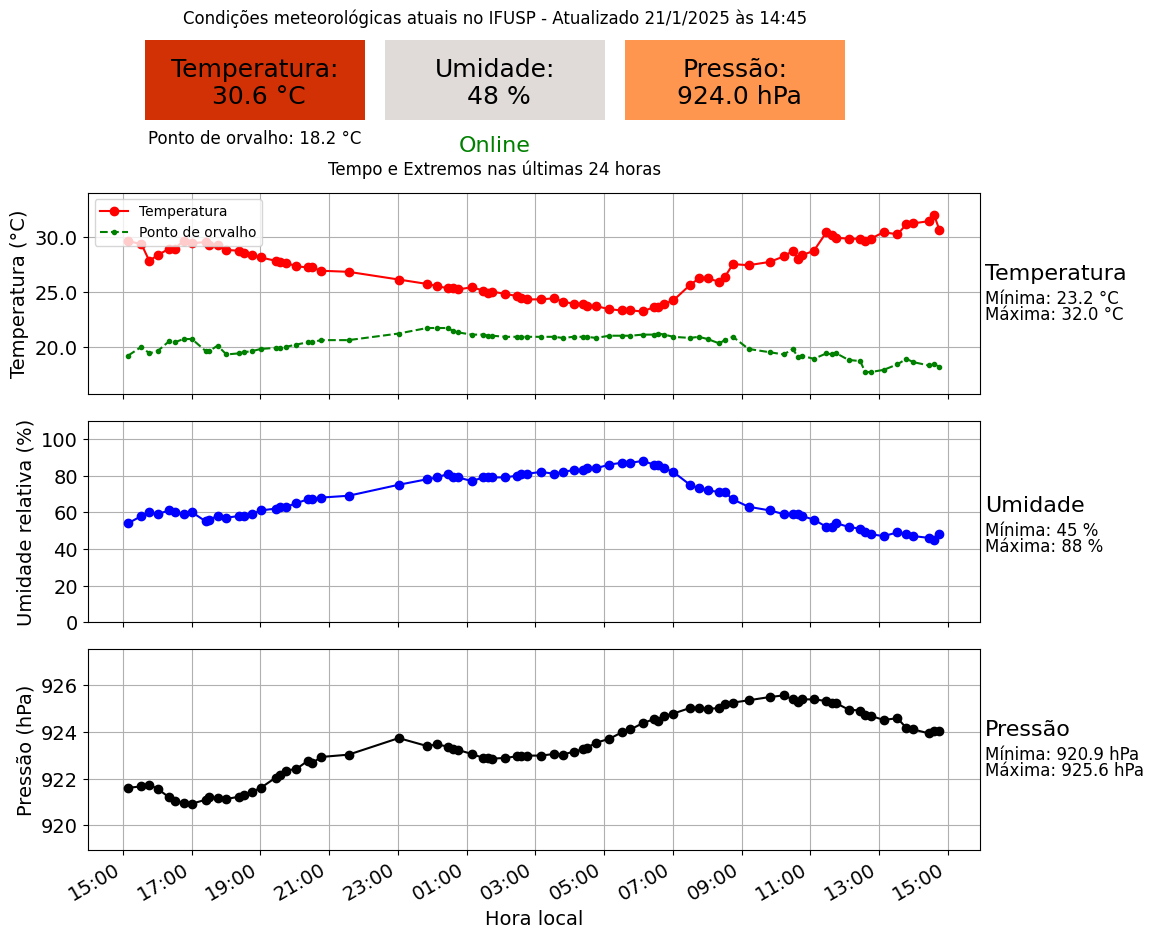 Condições meteorológicas atuais no IFUSP - Atualizado 21/1/2025 às 14:45
Temperatura:
30.6 °C
Umidade:
48 %
Pressão:
924.0 hPa
Ponto de orvalho: 18.2 °C
Online
Tempo e Extremos nas últimas 24 horas
Temperatura (°C)
30.0
25.0
20.0
Temperatura
Ponto de orvalho
Temperatura
Mínima: 23.2 °C
Máxima: 32.0 °C
Umidade relativa (%)
100
80
60
40
20
0
Umidade
Mínima: 45 %
Máxima: 88 %
Pressão (hPa)
926
924
922
920
Pressão
Mínima: 920.9 hPa
Máxima: 925.6 hPa
15:00 17:00 19:00 21:00 23:00 01:00 03:00 05:00 07:00 09:00 11:00 13:00 15:00
Hora local